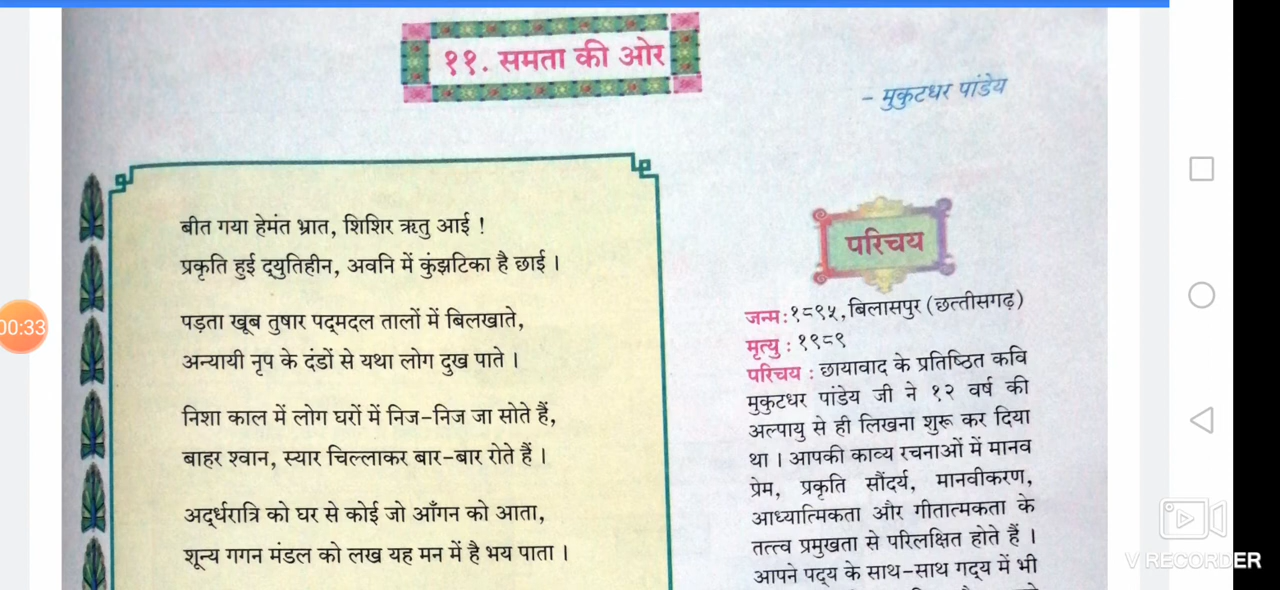 ११. समता की ओर
- मुकुटधर पांडेय
बीत गया हेमंत भ्रात, शिशिर ऋतु आई !
प्रकृति हुई द्युतिहीन, अवनि में कुंझटिका है छाई ।
पड़ता खूब तुषार पद्मदल तालों में बिलखाते,
अन्यायी नृप के दंडों से यथा लोग दुख पाते ।
निशा काल में लोग घरों में निज-निज जा सोते हैं,
बाहर श्वान, स्यार चिल्लाकर बार-बार रोते हैं ।
अर्द्धरात्रि को घर से कोई जो आँगन को आता,
शून्य गगन मंडल को लख यह मन में है भय पाता ।
परिचय
जन्म : १८९५, बिलासपुर (छत्तीसगढ़)
मृत्यु : १९८९
परिचय : छायावाद के प्रतिष्ठित कवि
मुकुटधर पांडेय जी ने १२ वर्ष की
अल्पायु से ही लिखना शुरू कर दिया
था । आपकी काव्य रचनाओं में मानव
प्रेम, प्रकृति सौंदर्य, मानवीकरण,
आध्यात्मिकता और गीतात्मकता के
तत्त्व प्रमुखता से परिलक्षित होते हैं ।
आपने पद्य के साथ-साथ गद्य में भी
00:33
V RECORDER